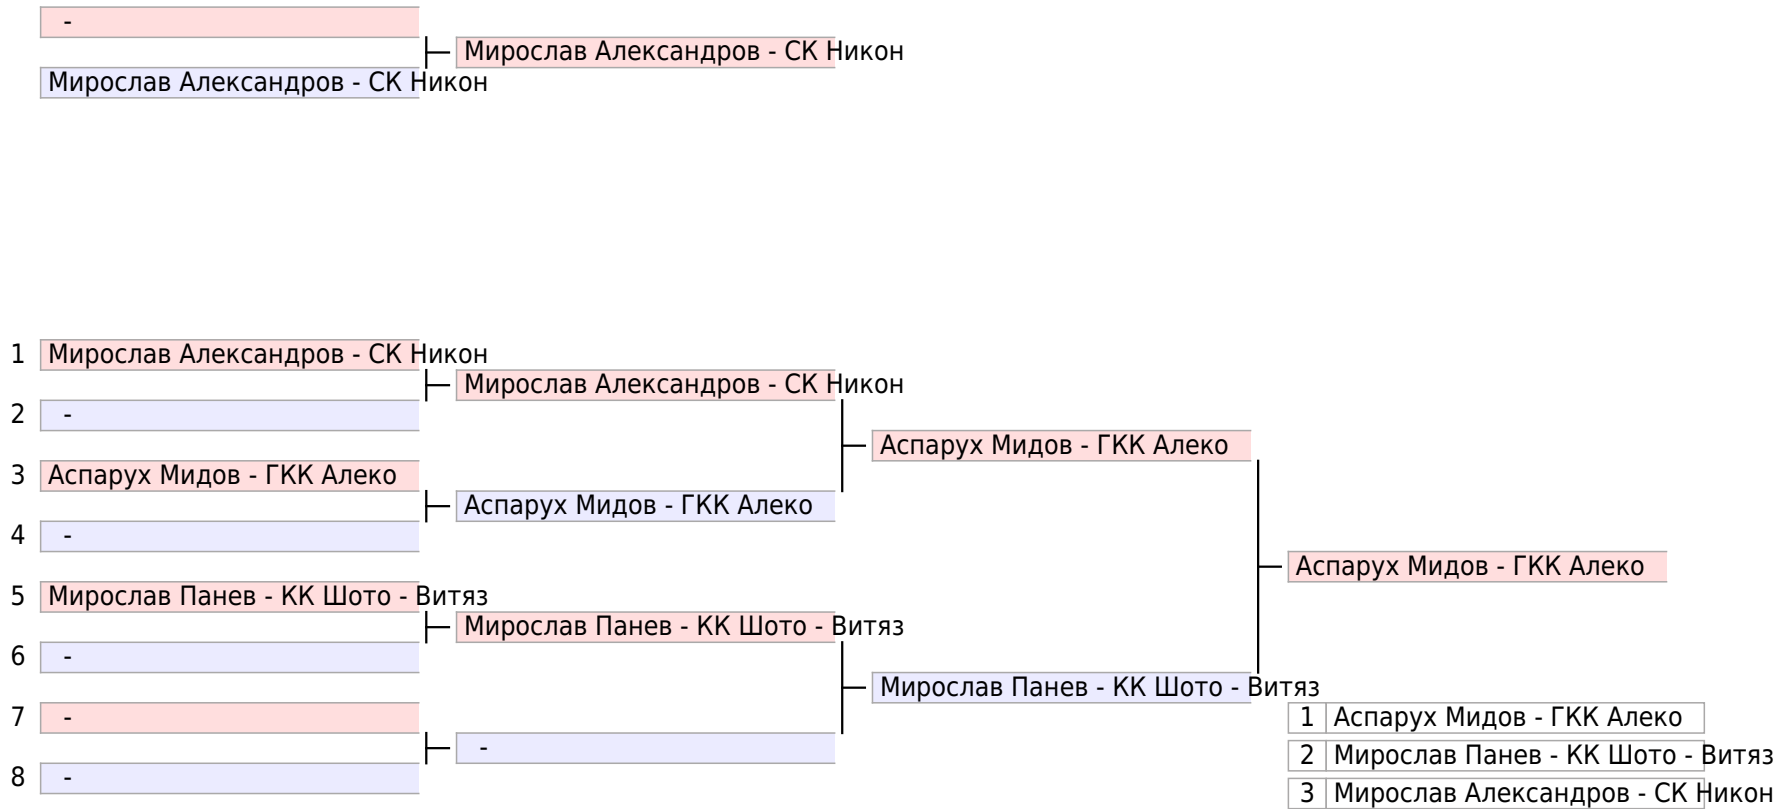 -
Мирослав Александров - СК Никон
Мирослав Александров - СК Никон
1 Мирослав Александров - СК Никон
Мирослав Александров - СК Никон
2 -
Аспарух Мидов - ГКК Алеко
3 Аспарух Мидов - ГКК Алеко
Аспарух Мидов - ГКК Алеко
4 -
Аспарух Мидов - ГКК Алеко
5 Мирослав Панев - КК Шото - Витяз
Мирослав Панев - КК Шото - Витяз
6 -
Мирослав Панев - КК Шото - Витяз
7 -
1 Аспарух Мидов - ГКК Алеко
-
2 Мирослав Панев - КК Шото - Витяз
8 -
3 Мирослав Александров - СК Никон